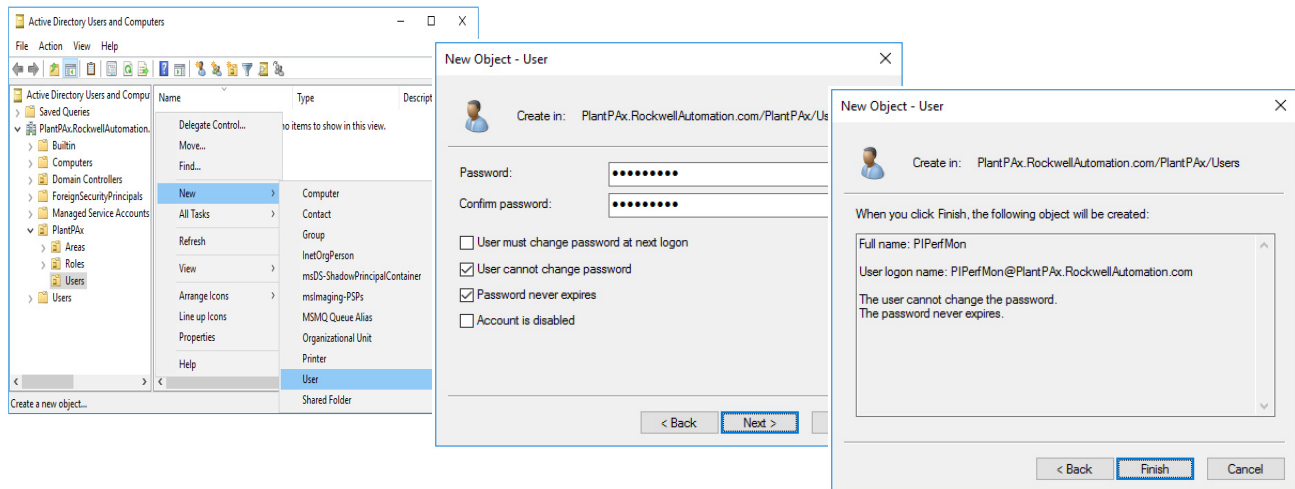 Active Directory Users and Computers
File Action View Help
Active Directory Users and Compu
Saved Queries
PlantPAx.RockwellAutomation.
Builtin
Computers
Domain Controllers
ForeignSecurityPrincipals
Managed Service Accounts
PlantPAx
Areas
Roles
Users
Users
Name Type Descript
no items to show in this view.
Delegate Control...
Move...
Find...
New
All Tasks
Refresh
View
Arrange Icons
Line up Icons
Properties
Help
Computer
Contact
Group
InetOrgPerson
msDS-ShadowPrincipalContainer
msImaging-PSPs
MSMQ Queue Alias
Organizational Unit
Printer
User
Shared Folder
Create a new object...
New Object - User
Create in: PlantPAx.RockwellAutomation.com/PlantPAx/Us
Password: •••••••••
Confirm password: •••••••••
User must change password at next logon
User cannot change password
Password never expires
Account is disabled
< Back Next >
New Object - User
Create in: PlantPAx.RockwellAutomation.com/PlantPAx/Users
When you click Finish, the following object will be created:
Full name: PIPerfMon
User logon name: PIPerfMon@PlantPAx.RockwellAutomation.com
The user cannot change the password.
The password never expires.
< Back Finish Cancel